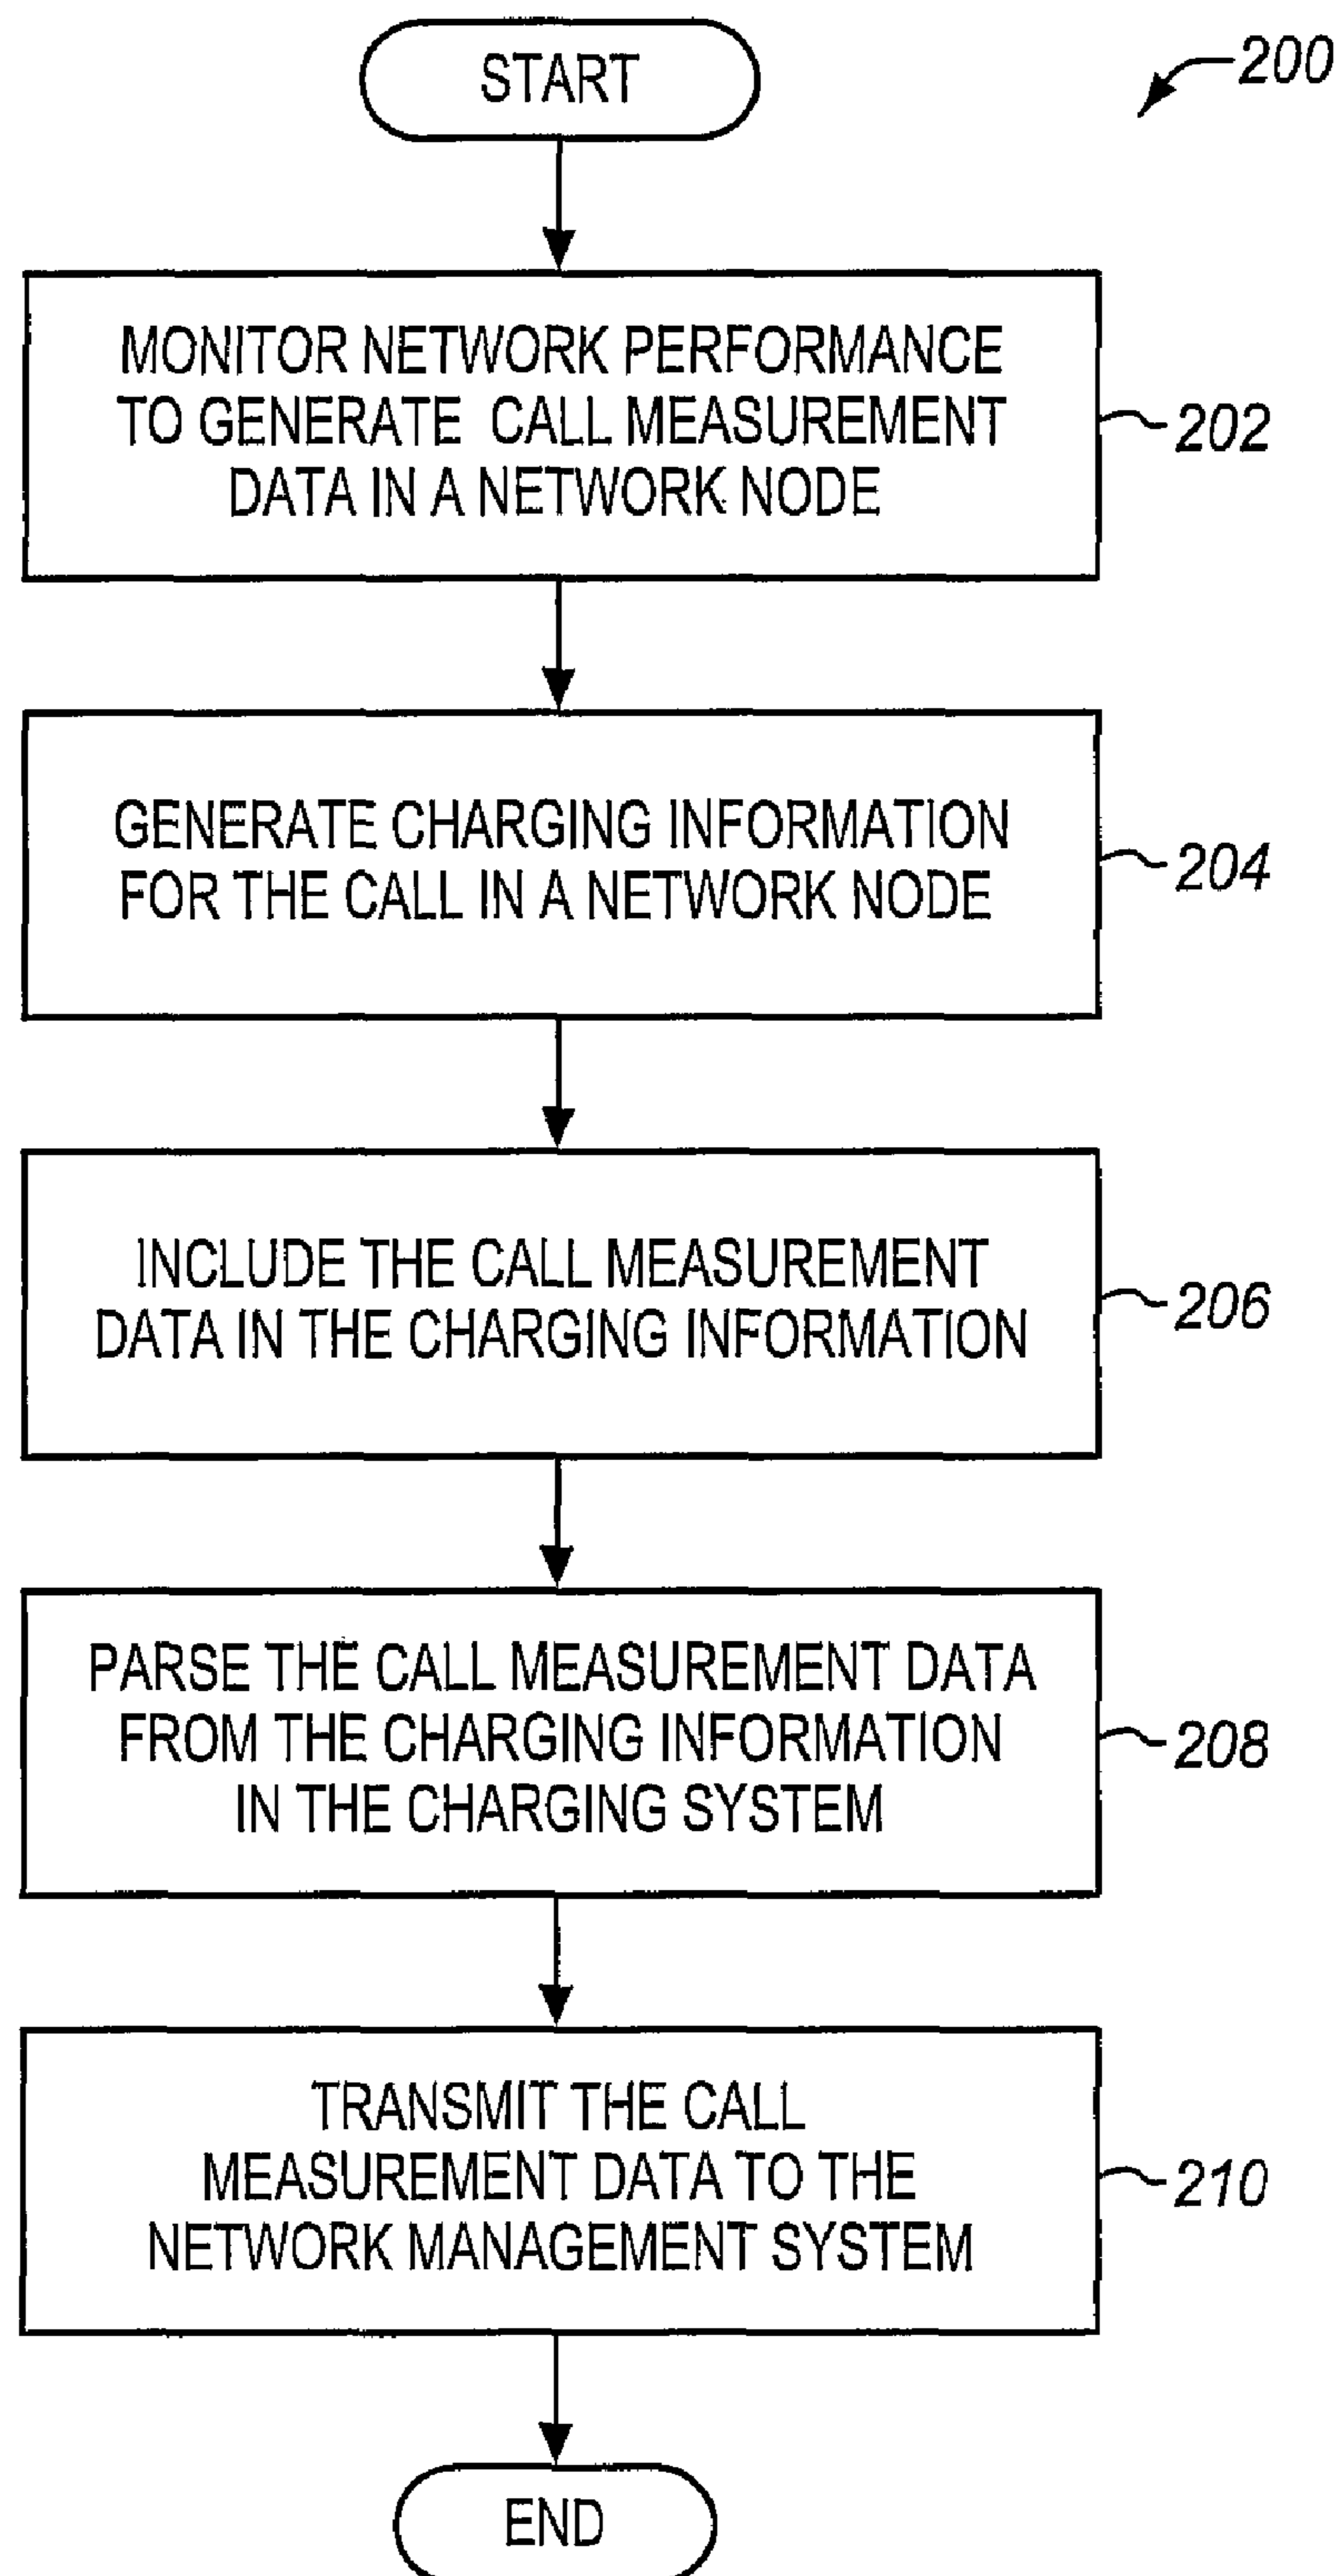 START
200
MONITOR NETWORK PERFORMANCE
TO GENERATE CALL MEASUREMENT
DATA IN A NETWORK NODE
202
GENERATE CHARGING INFORMATION
FOR THE CALL IN A NETWORK NODE
204
INCLUDE THE CALL MEASUREMENT
DATA IN THE CHARGING INFORMATION
206
PARSE THE CALL MEASUREMENT DATA
FROM THE CHARGING INFORMATION
IN THE CHARGING SYSTEM
208
TRANSMIT THE CALL
MEASUREMENT DATA TO THE
NETWORK MANAGEMENT SYSTEM
210
END